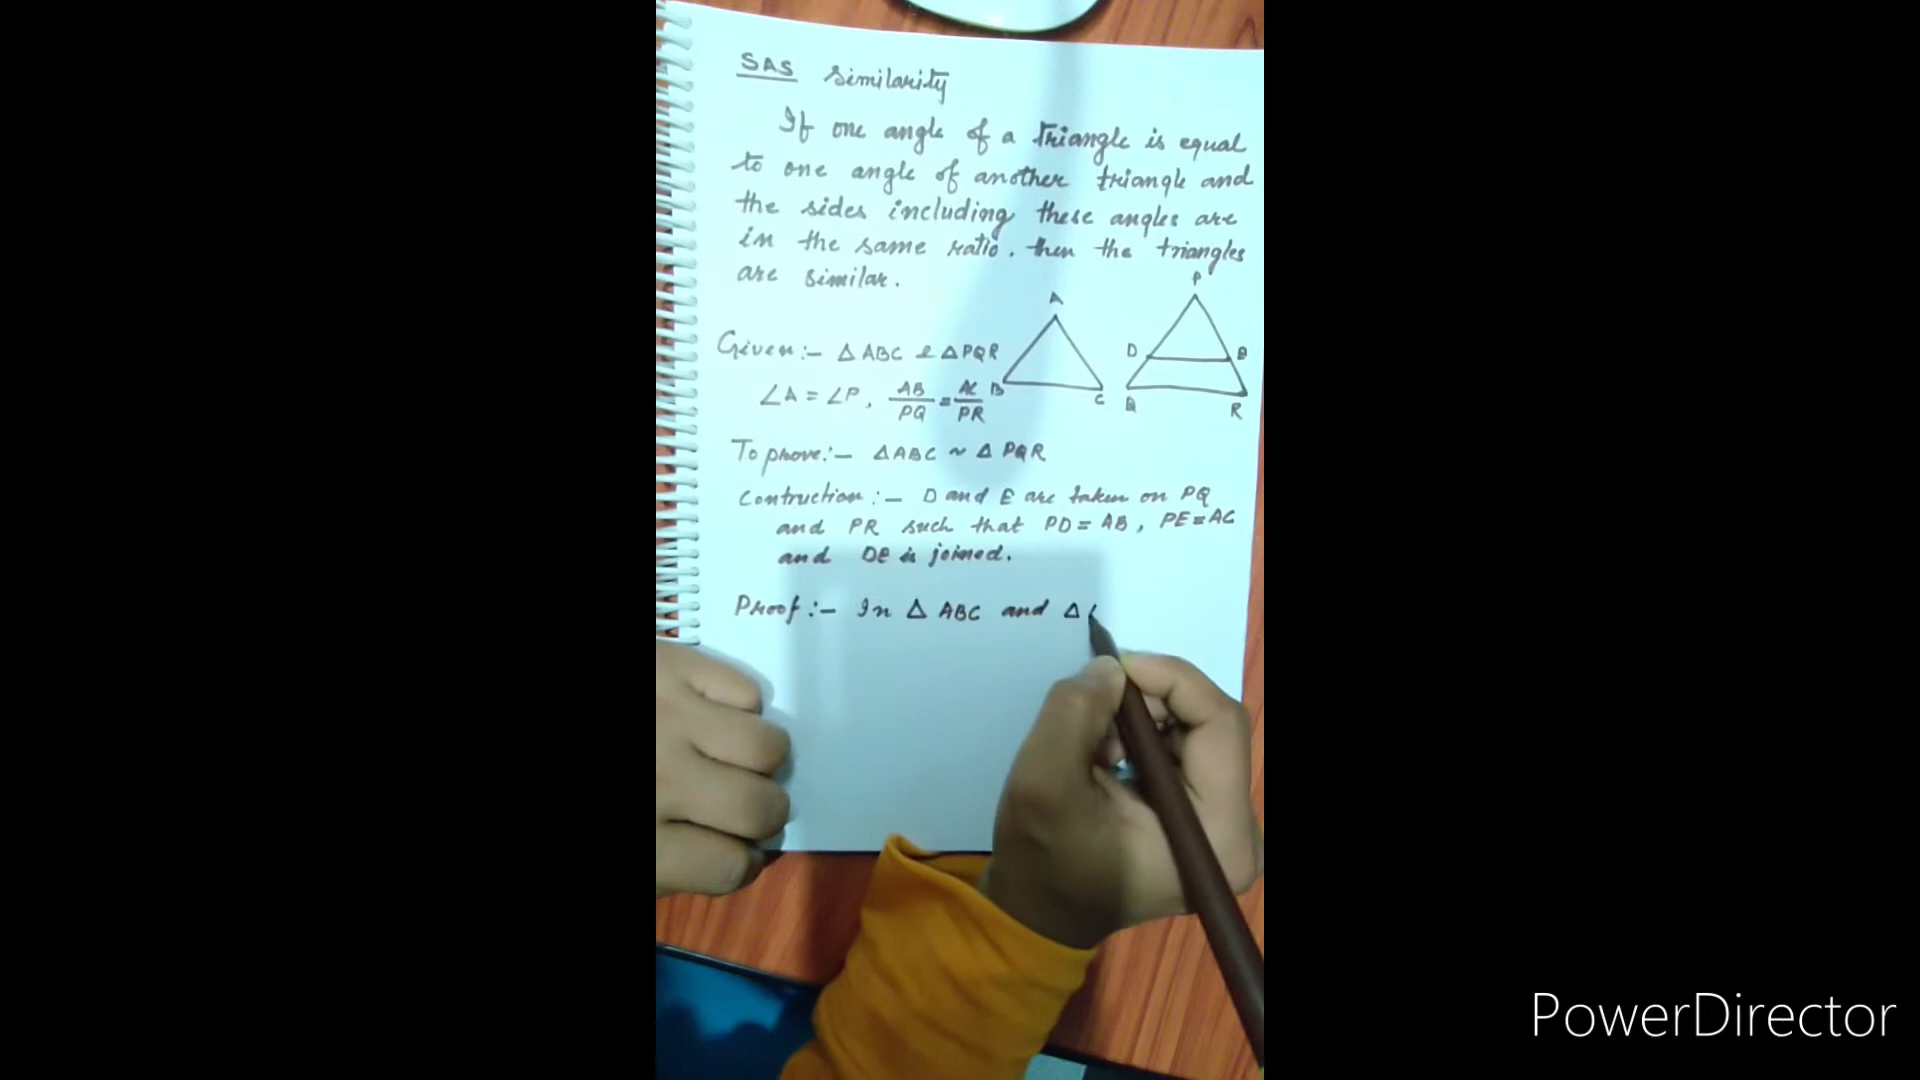 SAS Similarity
If one angle of a triangle is equal
to one angle of another triangle and
the sides including these angles are
in the same ratio. then the triangles
are similar.
A
P
Given :- △ ABC & △ PQR
D
E
∠A = ∠P, AB/PQ = AC/PR
B
C
Q
R
To prove :- △ABC ~ △ PQR
Contruction :- D and E are taken on PQ
and PR such that PD = AB, PE = AC
and DE is joined.
Proof :- In △ ABC and △
PowerDirector